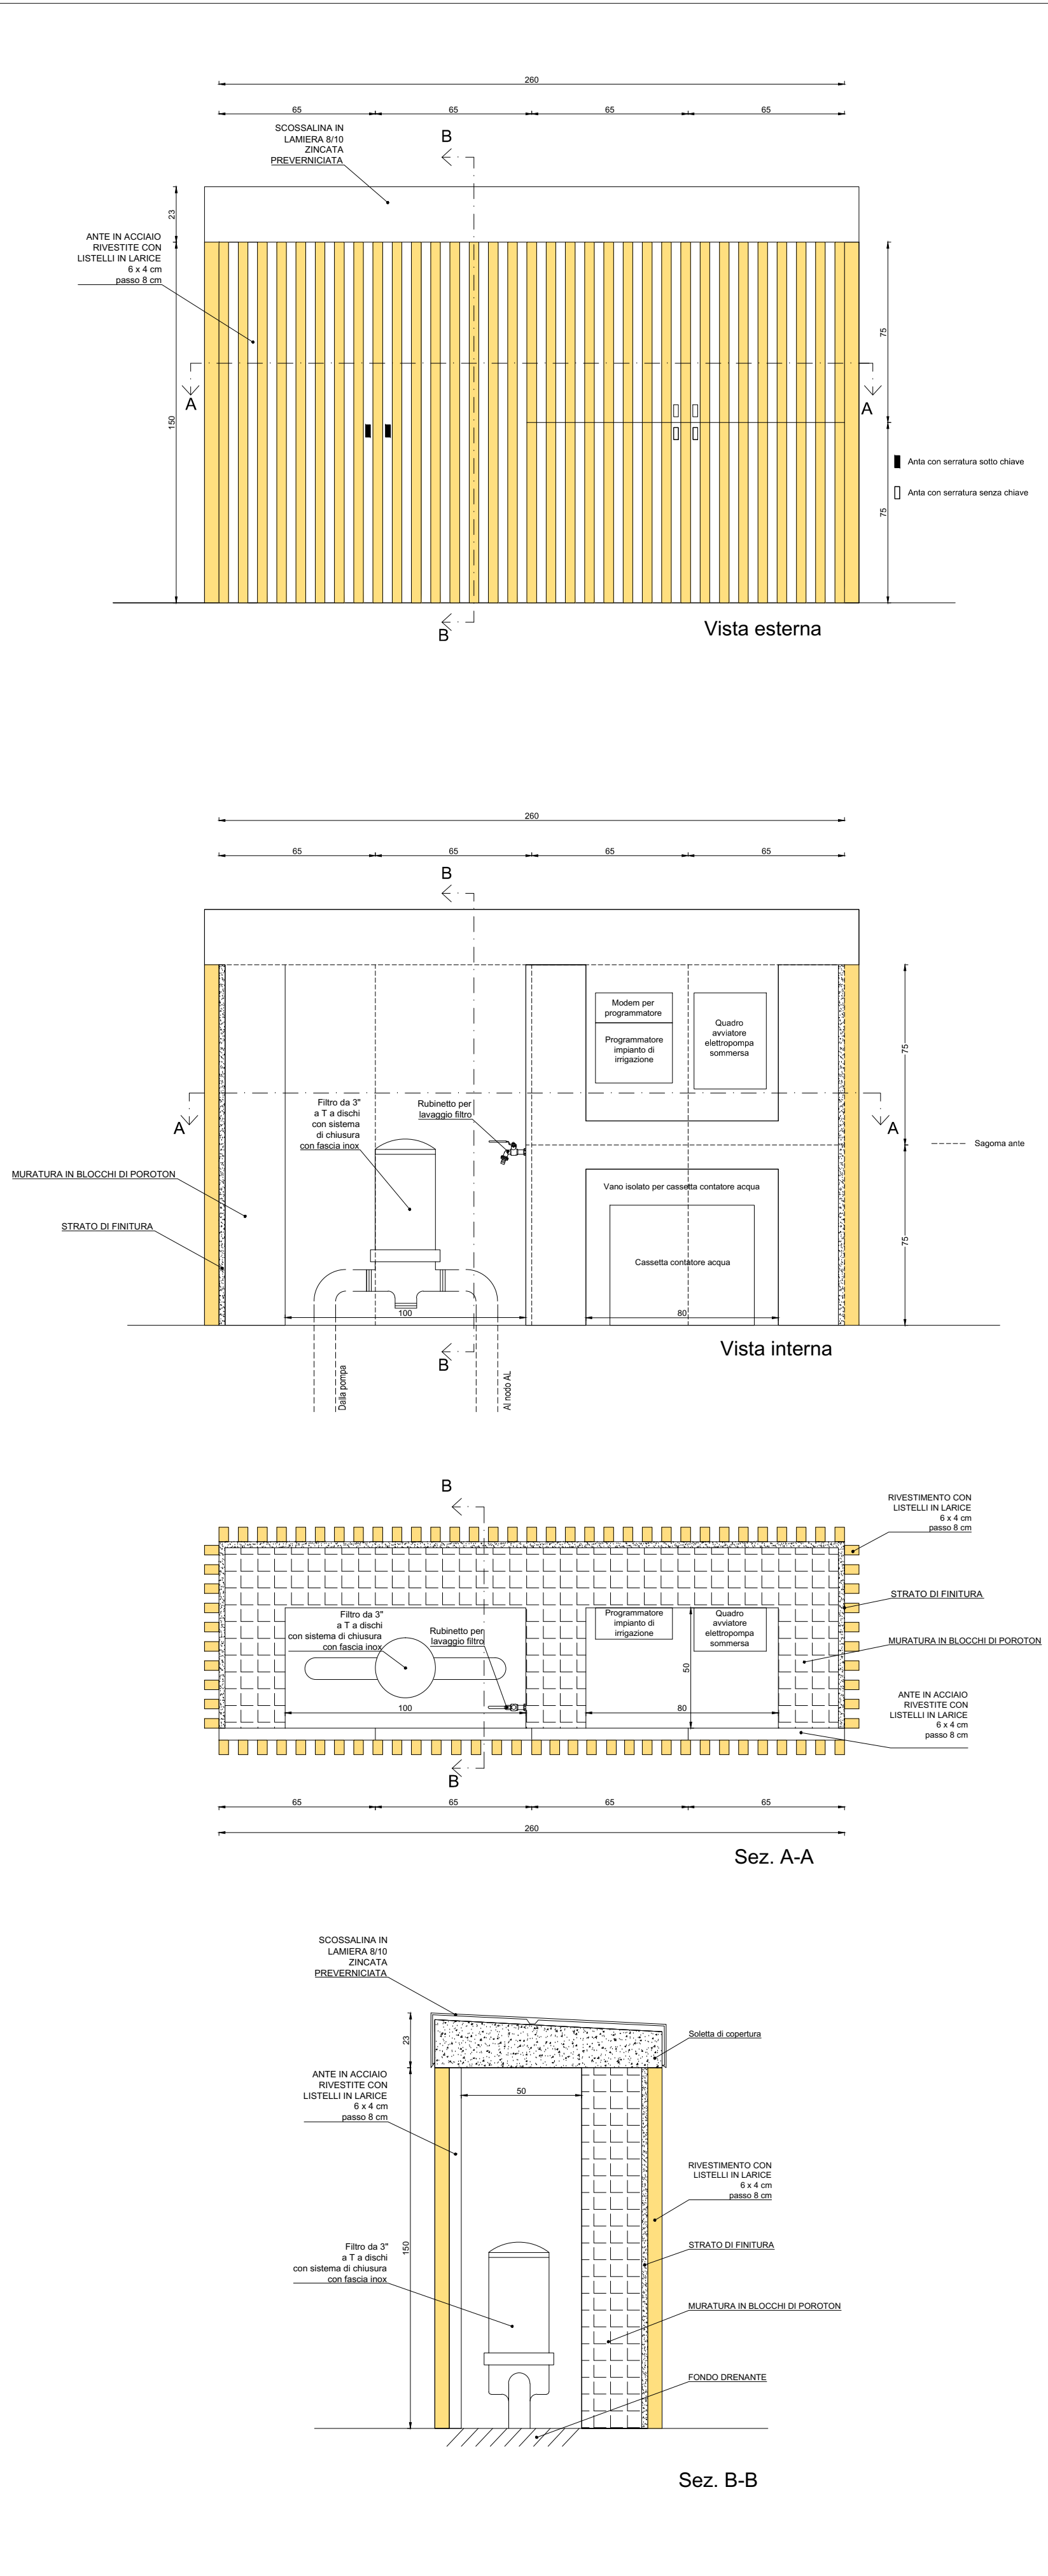 260
65
65
65
65
B
SCOSSALINA IN
LAMIERA 8/10
ZINCATA
PREVERNICIATA
23
ANTE IN ACCIAIO
RIVESTITE CON
LISTELLI IN LARICE
6 x 4 cm
passo 8 cm
75
A
A
150
Anta con serratura sotto chiave
Anta con serratura senza chiave
75
B
Vista esterna
260
65
65
65
65
B
Modem per
programmatore
Programmatore
impianto di
irrigazione
Quadro
avviatore
elettropompa
sommersa
75
Filtro da 3"
a T a dischi
con sistema
di chiusura
con fascia inox
Rubinetto per
lavaggio filtro
A
A
Sagoma ante
MURATURA IN BLOCCHI DI POROTON
Vano isolato per cassetta contatore acqua
STRATO DI FINITURA
75
Cassetta contatore acqua
100
80
B
Vista interna
Dalla pompa
Al nodo AL
B
RIVESTIMENTO CON
LISTELLI IN LARICE
6 x 4 cm
passo 8 cm
STRATO DI FINITURA
Filtro da 3"
a T a dischi
con sistema di chiusura
con fascia inox
Rubinetto per
lavaggio filtro
Programmatore
impianto di
irrigazione
Quadro
avviatore
elettropompa
sommersa
MURATURA IN BLOCCHI DI POROTON
50
ANTE IN ACCIAIO
RIVESTITE CON
LISTELLI IN LARICE
6 x 4 cm
passo 8 cm
100
80
B
65
65
65
65
260
Sez. A-A
SCOSSALINA IN
LAMIERA 8/10
ZINCATA
PREVERNICIATA
23
Soletta di copertura
ANTE IN ACCIAIO
RIVESTITE CON
LISTELLI IN LARICE
6 x 4 cm
passo 8 cm
50
RIVESTIMENTO CON
LISTELLI IN LARICE
6 x 4 cm
passo 8 cm
150
Filtro da 3"
a T a dischi
con sistema di chiusura
con fascia inox
STRATO DI FINITURA
MURATURA IN BLOCCHI DI POROTON
FONDO DRENANTE
Sez. B-B